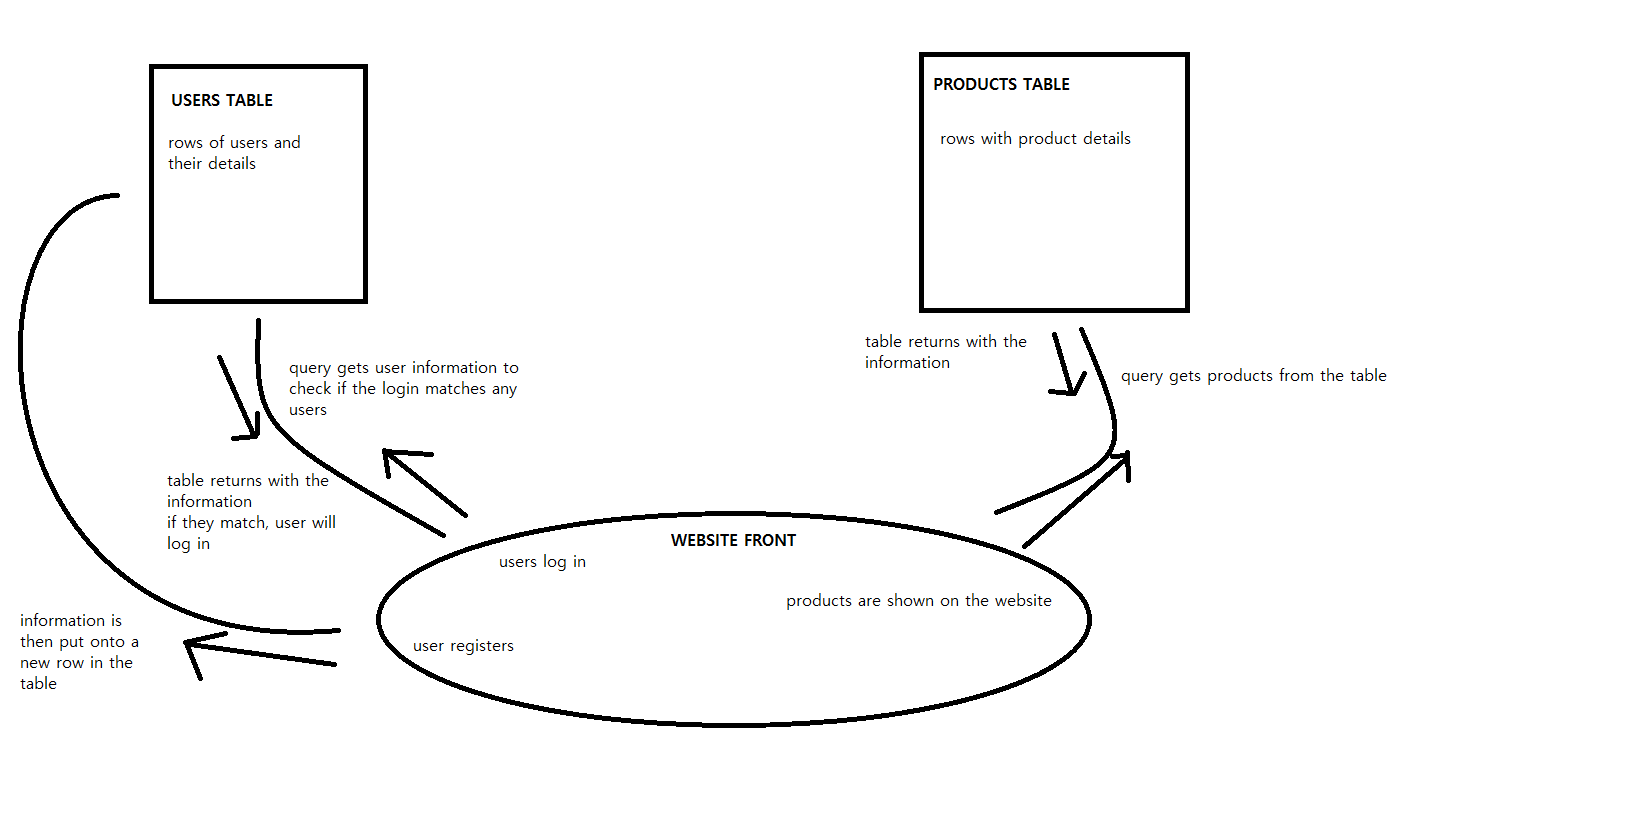 USERS TABLE
rows of users and
their details
PRODUCTS TABLE
rows with product details
query gets user information to
check if the login matches any
users
table returns with the
information
query gets products from the table
table returns with the
information
if they match, user will
log in
WEBSITE FRONT
users log in
products are shown on the website
user registers
information is
then put onto a
new row in the
table